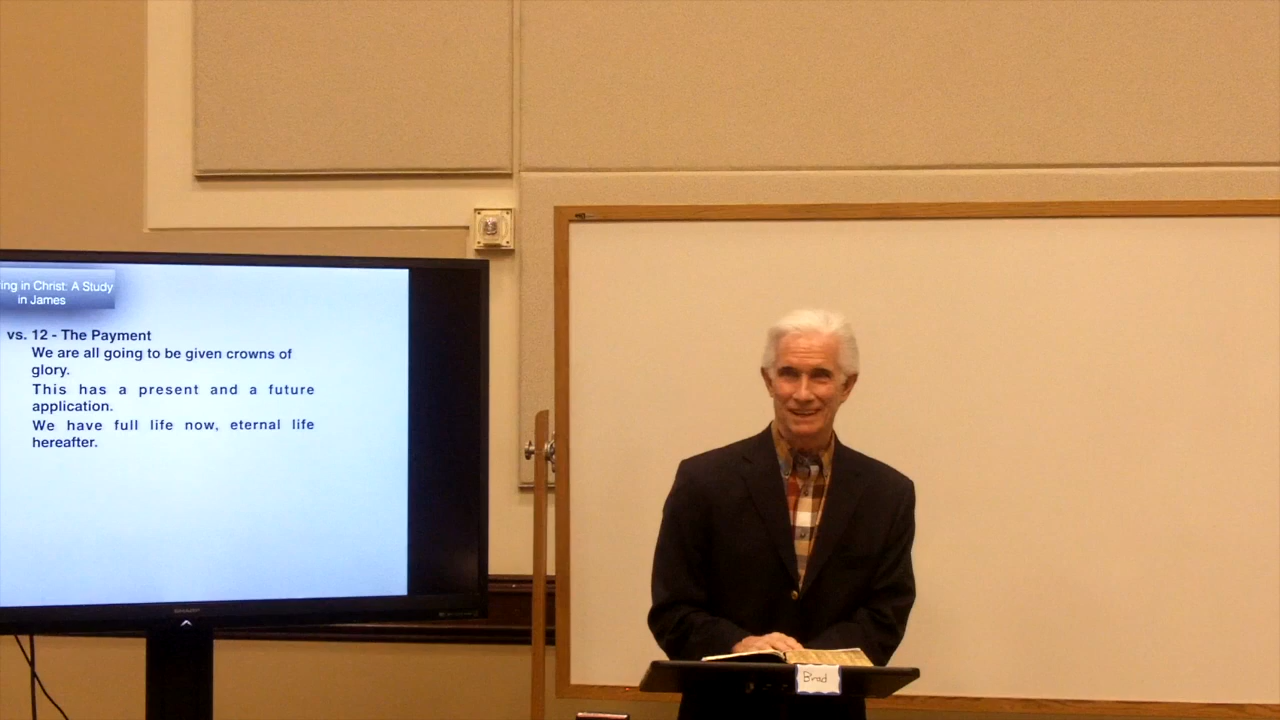 ing in Christ: A Study
in James
vs. 12 - The Payment
We are all going to be given crowns of
glory.
This has a present and a future
application.
We have full life now, eternal life
hereafter.
SHARP
Brad